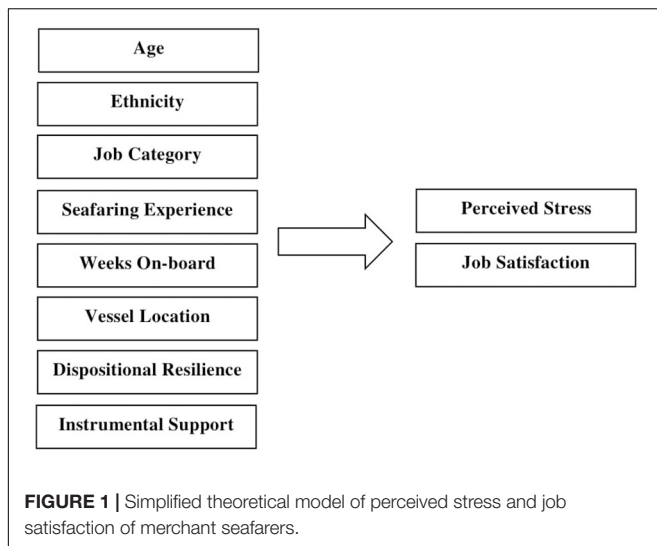 Age
Ethnicity
Job Category
Seafaring Experience
Weeks On-board
Vessel Location
Dispositional Resilience
Instrumental Support
Perceived Stress
Job Satisfaction
FIGURE 1 | Simplified theoretical model of perceived stress and job
satisfaction of merchant seafarers.